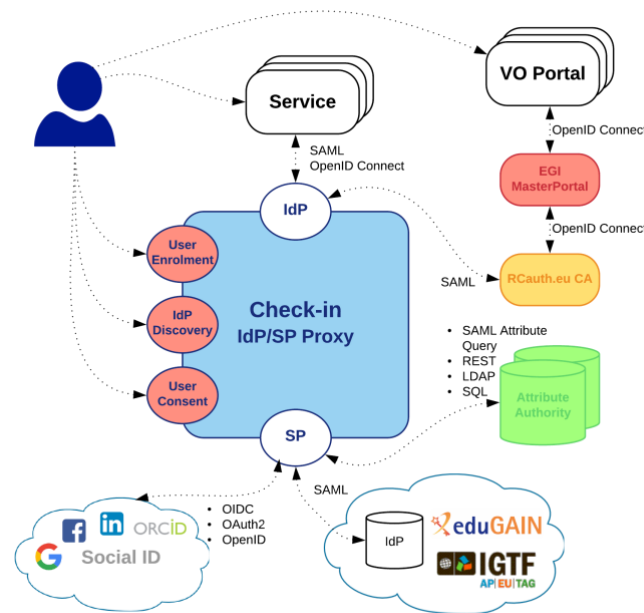 VO Portal
Service
OpenID Connect
SAML
OpenID Connect
EGI
MasterPortal
IdP
OpenID Connect
User
Enrolment
SAML
RCauth.eu CA
Check-in
IdP/SP Proxy
IdP
Discovery
• SAML Attribute
Query
• REST
• LDAP
• SQL
User
Consent
Attribute
Authority
SP
SAML
• OIDC
• OAuth2
• OpenID
f
in
ORCID
G
Social ID
IdP
eduGAIN
IGTF
AP|EU|TAG